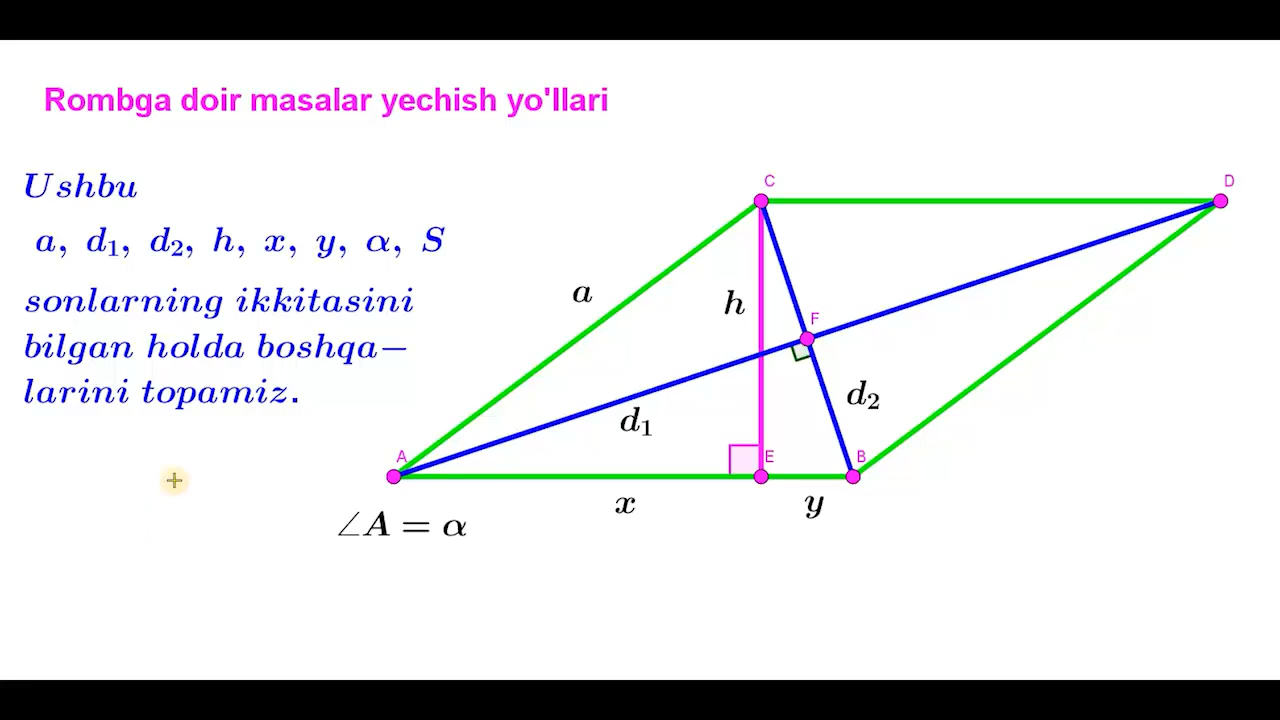 Rombga doir masalar yechish yo'llari
Ushbu
a, d₁, d₂, h, x, y, α, S
sonlarning ikkitasini
bilgan holda boshqa–
larini topamiz.
C
D
a
h
F
d₂
d₁
A
E
B
x
y
∠A = α